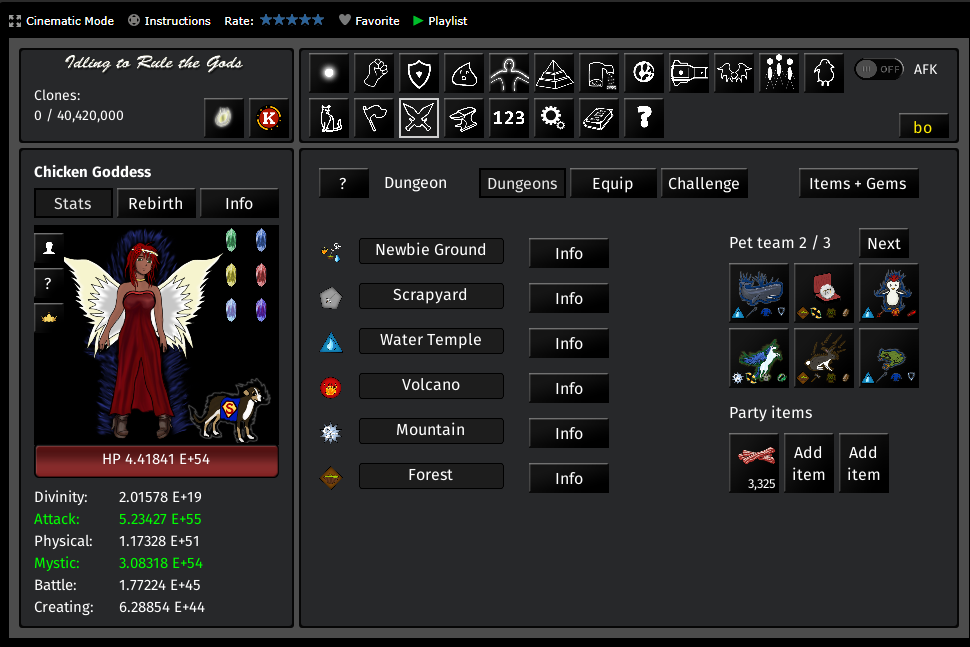 Cinematic Mode Instructions Rate: Favorite Playlist
Idling to Rule the Gods
Clones:
0 / 40,420,000
K
OFF AFK
123 ?
bo
Chicken Goddess
Stats Rebirth Info
?
S
HP 4.41841 E+54
Divinity: 2.01578 E+19
Attack: 5.23427 E+55
Physical: 1.17328 E+51
Mystic: 3.08318 E+54
Battle: 1.77224 E+45
Creating: 6.28854 E+44
? Dungeon Dungeons Equip Challenge Items + Gems
Newbie Ground Info
Scrapyard Info
Water Temple Info
Volcano Info
Mountain Info
Forest Info
Pet team 2 / 3 Next
Party items
3,325
Add item
Add item